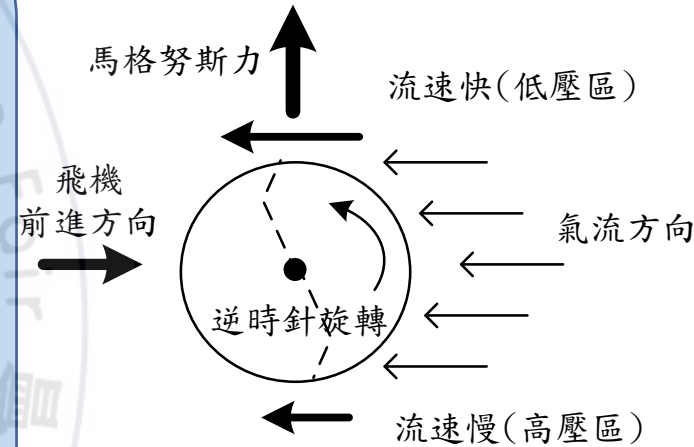 馬格努斯力
流速快(低壓區)
飛機
前進方向
氣流方向
逆時針旋轉
流速慢(高壓區)